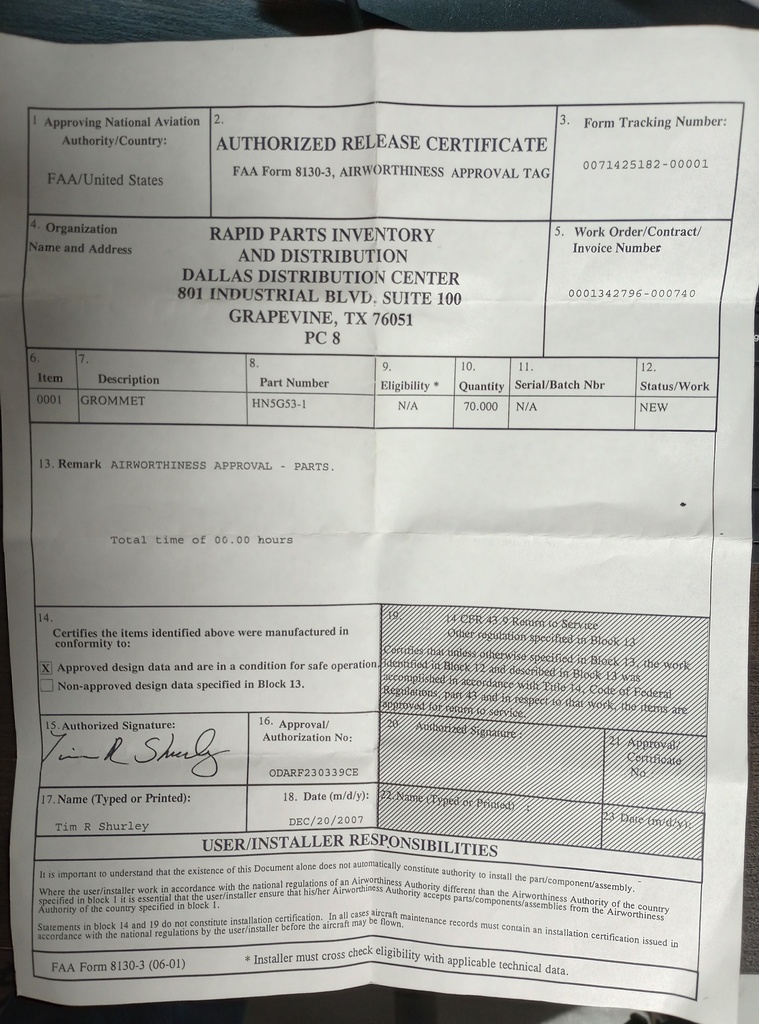 1 Approving National Aviation
Authority/Country:
FAA/United States
2.
AUTHORIZED RELEASE CERTIFICATE
FAA Form 8130-3, AIRWORTHINESS APPROVAL TAG
3. Form Tracking Number:
0071425182-00001
4. Organization
Name and Address
RAPID PARTS INVENTORY
AND DISTRIBUTION
DALLAS DISTRIBUTION CENTER
801 INDUSTRIAL BLVD. SUITE 100
GRAPEVINE, TX 76051
PC 8
5. Work Order/Contract/
Invoice Number
0001342796-000740
6. Item
7. Description
8. Part Number
9. Eligibility *
10. Quantity
11. Serial/Batch Nbr
12. Status/Work
0001 GROMMET HN5G53-1 N/A 70.000 N/A NEW
13. Remark AIRWORTHINESS APPROVAL - PARTS.
Total time of 00.00 hours
14.
Certifies the items identified above were manufactured in
conformity to:
X Approved design data and are in a condition for safe operation.
Non-approved design data specified in Block 13.
19. 14 CFR 43.9 Return to Service
Other regulation specified in Block 13
Certifies that unless otherwise specified in Block 13, the work
identified in Block 12 and described in Block 13 was
accomplished in accordance with Title 14, Code of Federal
Regulations, part 43 and in respect to that work, the items are
approved for return to service.
15. Authorized Signature:
Tim R Shurley
16. Approval/
Authorization No:
ODARF230339CE
20. Authorized Signature:
21. Approval/
Certificate
No.
17. Name (Typed or Printed):
Tim R Shurley
18. Date (m/d/y):
DEC/20/2007
22. Name (Typed or Printed)
23 Date (m/d/y):
USER/INSTALLER RESPONSIBILITIES
It is important to understand that the existence of this Document alone does not automatically constitute authority to install the part/component/assembly.
Where the user/installer work in accordance with the national regulations of an Airworthiness Authority different than the Airworthiness Authority of the country
specified in block 1 it is essential that the user/installer ensure that his/her Airworthiness Authority accepts parts/components/assemblies from the Airworthiness
Authority of the country specified in block 1.
Statements in block 14 and 19 do not constitute installation certification. In all cases aircraft maintenance records must contain an installation certification issued in
accordance with the national regulations by the user/installer before the aircraft may be flown.
FAA Form 8130-3 (06-01)
* Installer must cross check eligibility with applicable technical data.